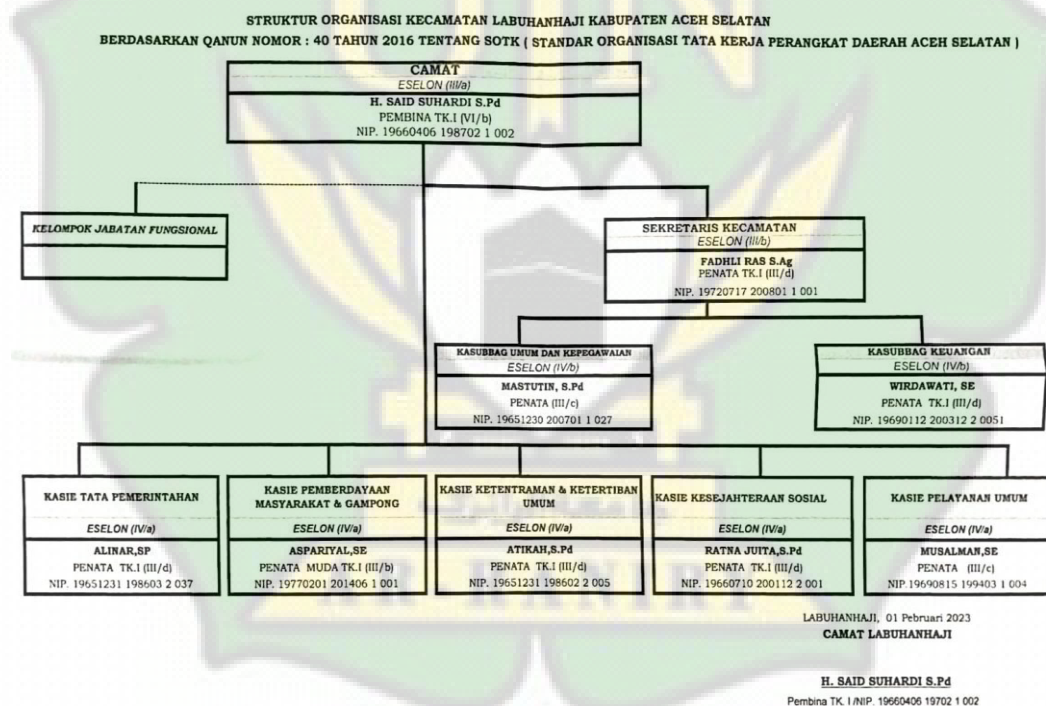 STRUKTUR ORGANISASI KECAMATAN LABUHANHAJI KABUPATEN ACEH SELATAN
BERDASARKAN QANUN NOMOR : 40 TAHUN 2016 TENTANG SOTK ( STANDAR ORGANISASI TATA KERJA PERANGKAT DAERAH ACEH SELATAN )
CAMAT
ESELON (III/a)
H. SAID SUHARDI S.Pd
PEMBINA TK.I (VI/b)
NIP. 19660406 198702 1 002
KELOMPOK JABATAN FUNGSIONAL
SEKRETARIS KECAMATAN
ESELON (III/b)
FADHLI RAS S.Ag
PENATA TK.I (III/d)
NIP. 19720717 200801 1 001
KASUBBAG UMUM DAN KEPEGAWAIAN
ESELON (IV/b)
MASTUTIN, S.Pd
PENATA (III/c)
NIP. 19651230 200701 1 027
KASUBBAG KEUANGAN
ESELON (IV/b)
WIRDAWATI, SE
PENATA TK.I (III/d)
NIP. 19690112 200312 2 0051
KASIE TATA PEMERINTAHAN
ESELON (IV/a)
ALINAR,SP
PENATA TK.I (III/d)
NIP. 19651231 198603 2 037
KASIE PEMBERDAYAAN
MASYARAKAT & GAMPONG
ESELON (IV/a)
ASPARIYAL,SE
PENATA MUDA TK.I (III/b)
NIP. 19770201 201406 1 001
KASIE KETENTRAMAN & KETERTIBAN
UMUM
ESELON (IV/a)
ATIKAH,S.Pd
PENATA TK.I (III/d)
NIP. 19651231 198602 2 005
KASIE KESEJAHTERAAN SOSIAL
ESELON (IV/a)
RATNA JUITA,S.Pd
PENATA TK.I (III/d)
NIP. 19660710 200112 2 001
KASIE PELAYANAN UMUM
ESELON (IV/a)
MUSALMAN,SE
PENATA (III/c)
NIP.19690815 199403 1 004
LABUHANHAJI, 01 Pebruari 2023
CAMAT LABUHANHAJI
H. SAID SUHARDI S.Pd
Pembina TK. I /NIP. 19660406 19702 1 002
UIN
جامعة الرانري
AR-RANIRY